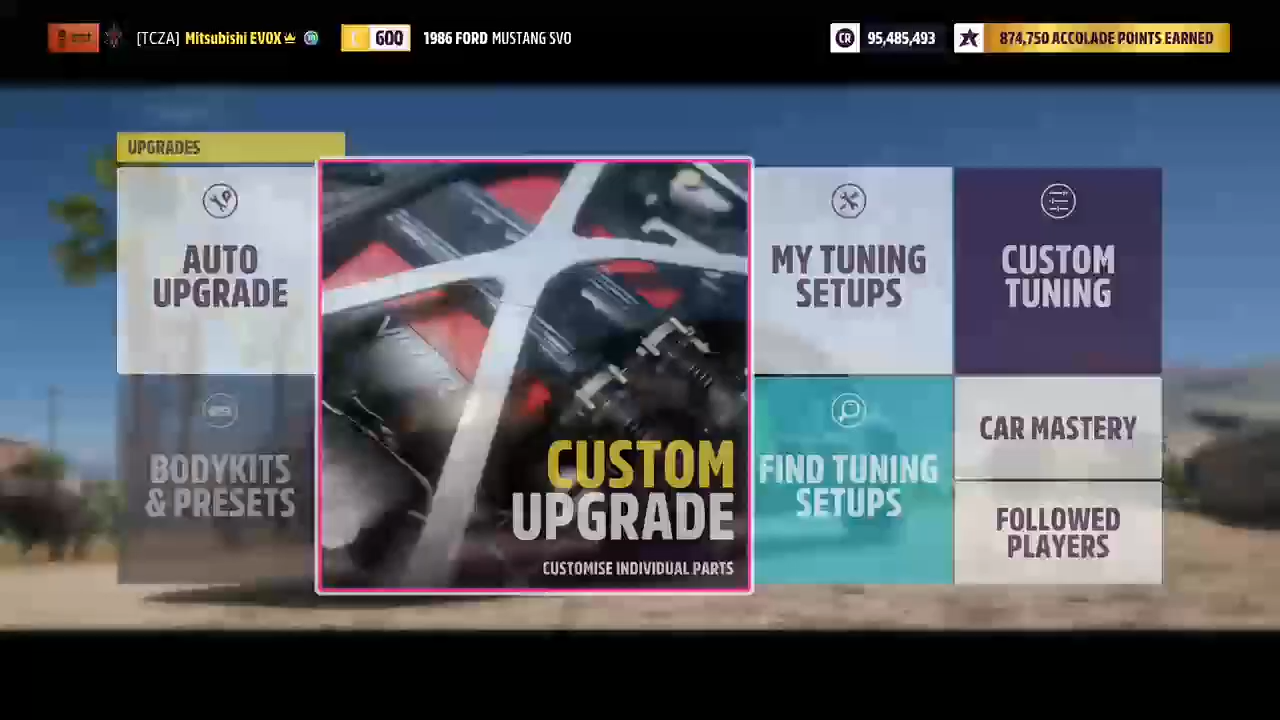 [TCZA] Mitsubishi EVOX
C 600
1986 FORD MUSTANG SVO
CR 95,485,493
874,750 ACCOLADE POINTS EARNED
UPGRADES
AUTO
UPGRADE
CUSTOM
UPGRADE
CUSTOMISE INDIVIDUAL PARTS
MY TUNING
SETUPS
CUSTOM
TUNING
BODYKITS
& PRESETS
FIND TUNING
SETUPS
CAR MASTERY
FOLLOWED
PLAYERS